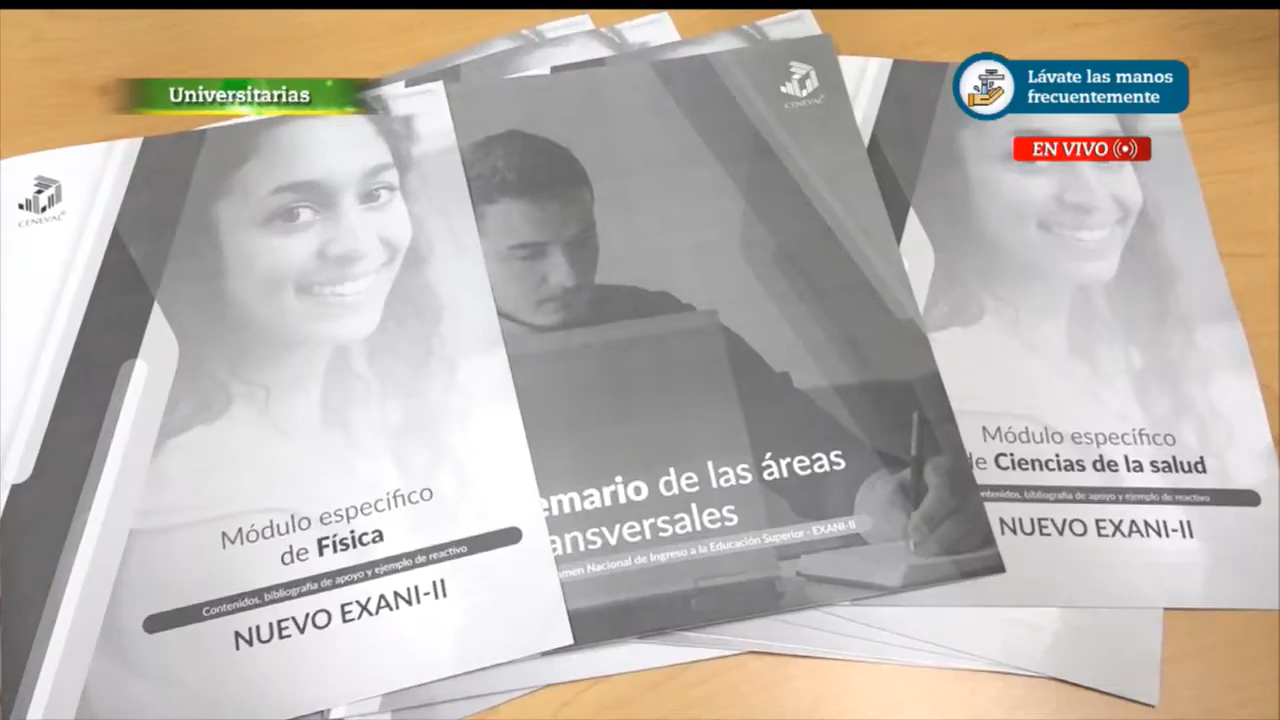 Universitarias
Lávate las manos
frecuentemente
EN VIVO
CENEVAL®
Módulo específico
de Física
Contenidos, bibliografía de apoyo y ejemplo de reactivo
NUEVO EXANI-II
CENEVAL
emario de las áreas
ansversales
men Nacional de Ingreso a la Educación Superior - EXANI-II
Módulo específico
de Ciencias de la salud
ntenidos, bibliografía de apoyo y ejemplo de reactivo
NUEVO EXANI-II